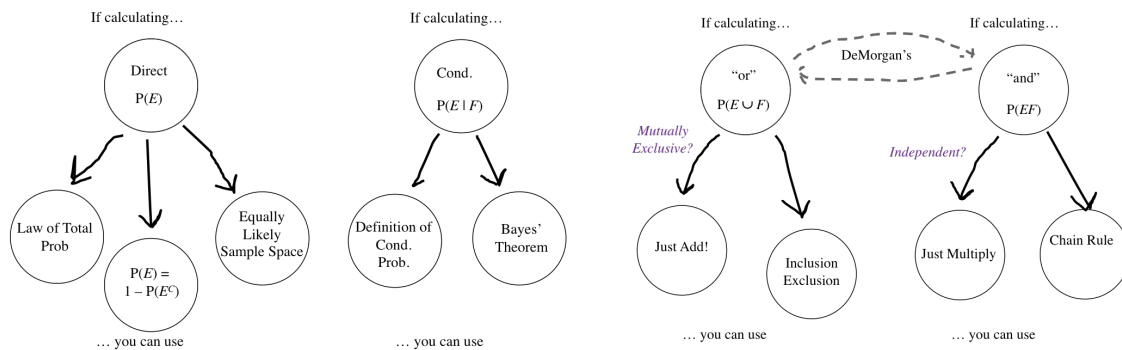 If calculating…
Direct
P(E)
Law of Total
Prob
P(E) =
1 – P(Eᶜ)
Equally
Likely
Sample Space
… you can use
If calculating…
Cond.
P(E | F)
Definition of
Cond.
Prob.
Bayes’
Theorem
… you can use
If calculating…
“or”
P(E ∪ F)
Mutually
Exclusive?
Just Add!
Inclusion
Exclusion
… you can use
DeMorgan’s
If calculating…
“and”
P(EF)
Independent?
Just Multiply
Chain Rule
… you can use